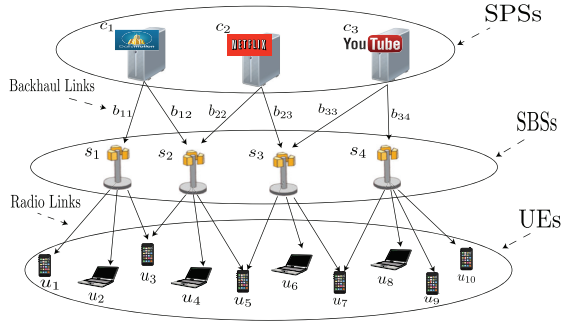 SPSs
c1 c2 c3
NETFLIX
YouTube
Backhaul Links
b11 b12 b22 b23 b33 b34
SBSs
s1 s2 s3 s4
Radio Links
UEs
u1 u2 u3 u4 u5 u6 u7 u8 u9 u10